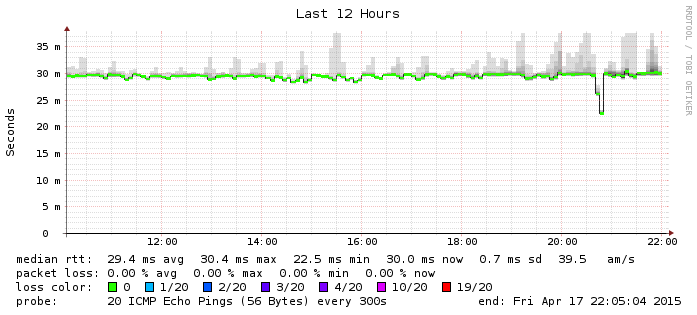 Last 12 Hours
RRDTOOL / TOBI OETIKER
Seconds
35 m
30 m
25 m
20 m
15 m
10 m
5 m
0
12:00 14:00 16:00 18:00 20:00 22:00
median rtt: 29.4 ms avg 30.4 ms max 22.5 ms min 30.0 ms now 0.7 ms sd 39.5 am/s
packet loss: 0.00 % avg 0.00 % max 0.00 % min 0.00 % now
loss color: 0 1/20 2/20 3/20 4/20 10/20 19/20
probe: 20 ICMP Echo Pings (56 Bytes) every 300s end: Fri Apr 17 22:05:04 2015